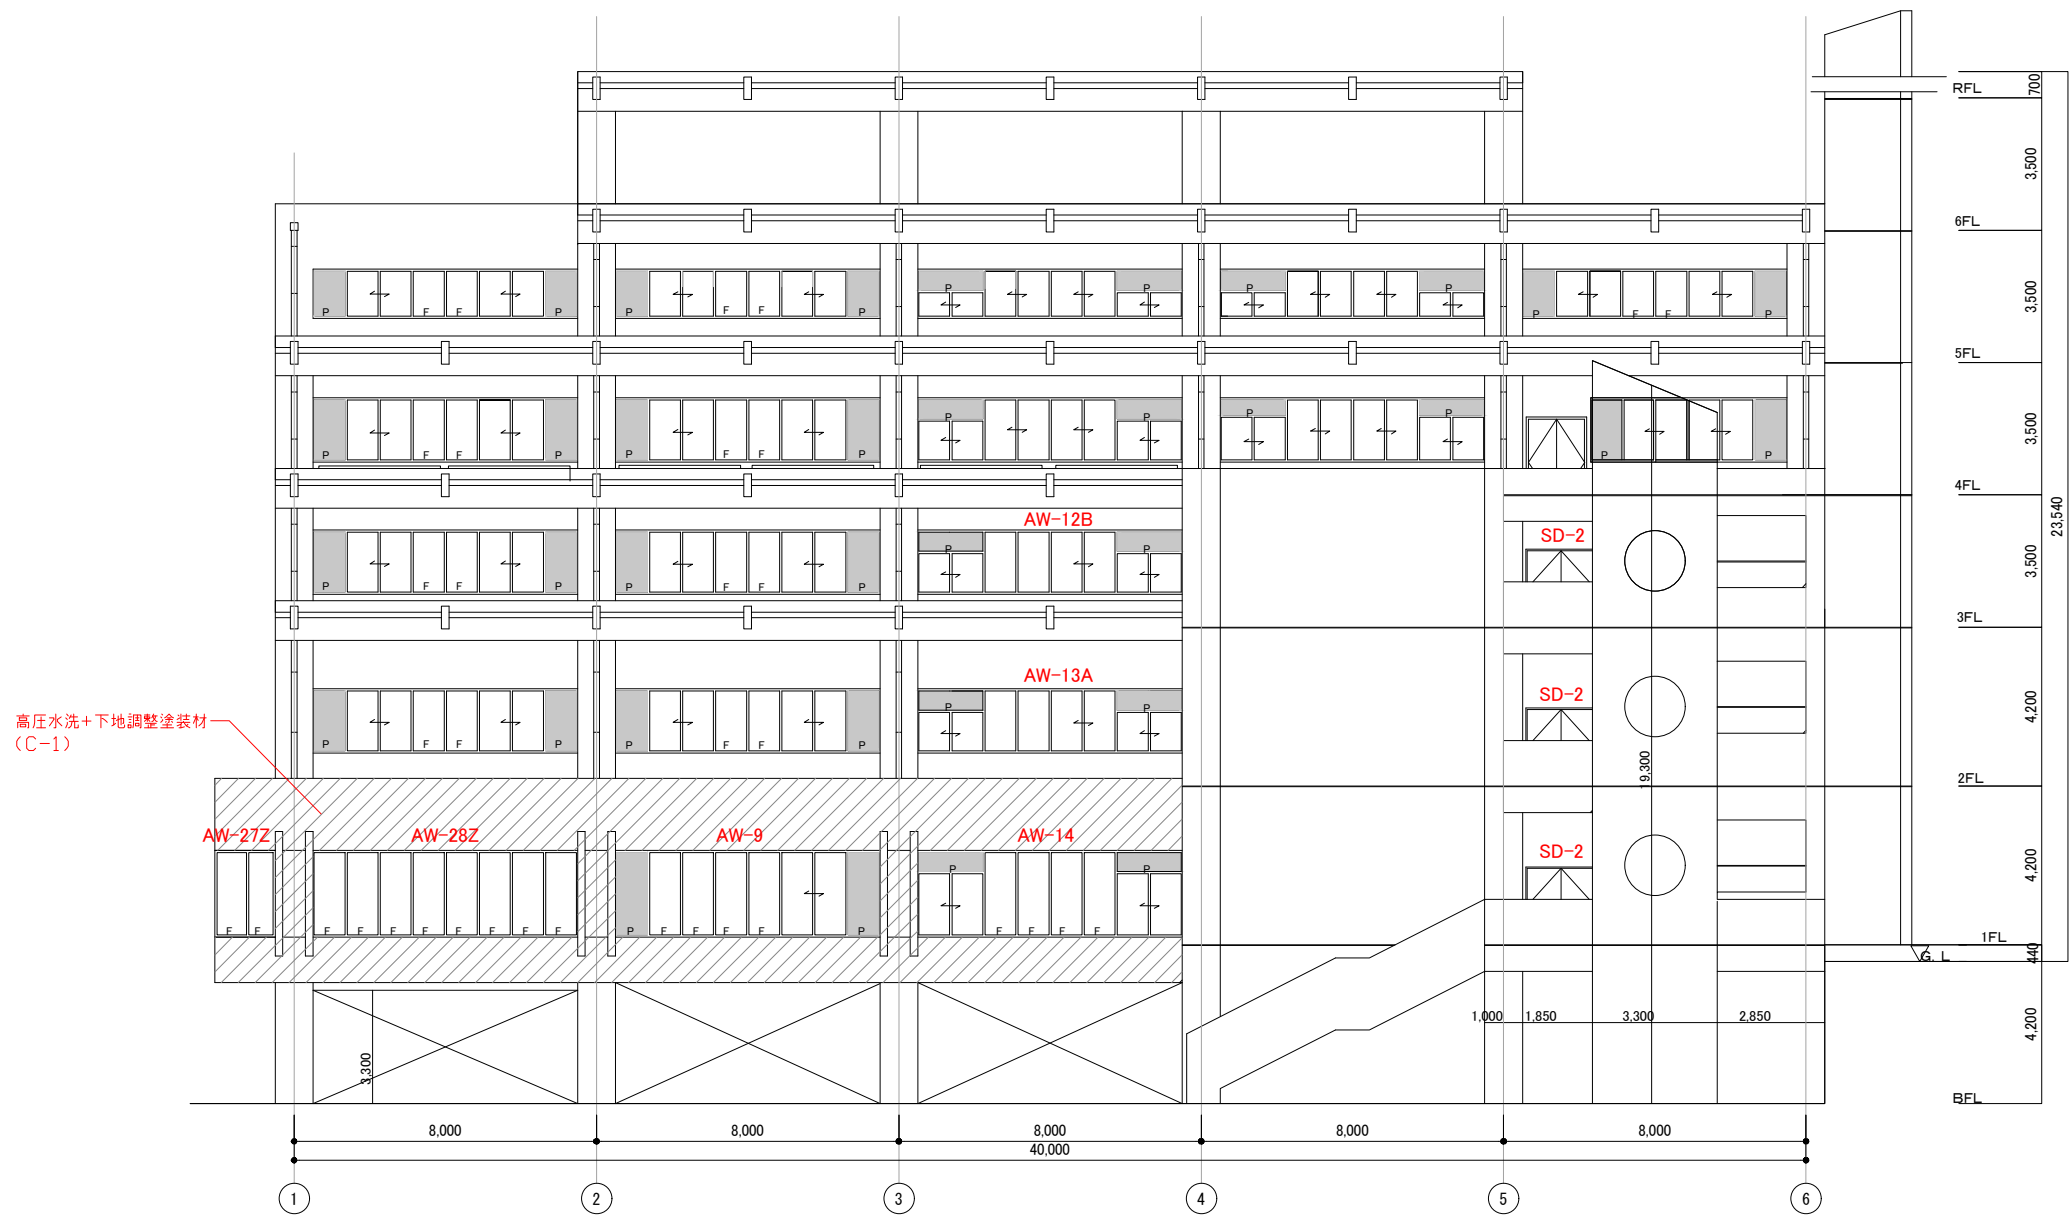 RFL
700
3,500
6FL
P F F P
P F F P
P P
P P
P F F P
3,500
5FL
P F F P
P F F P
P P
P P
P P
3,500
4FL
23,540
AW-12B
SD-2
P F F P
P F F P
P P
3,500
3FL
AW-13A
SD-2
P F F P
P F F P
P P
4,200
高圧水洗+下地調整塗装材
(C-1)
19,300
2FL
AW-27Z
AW-28Z
AW-9
AW-14
SD-2
F F
F F F F F F F F
P F F F F P
P F F F F P
4,200
1FL
440
G.L
1,000
1,850
3,300
2,850
4,200
3,300
BFL
8,000
8,000
8,000
8,000
8,000
40,000
1
2
3
4
5
6